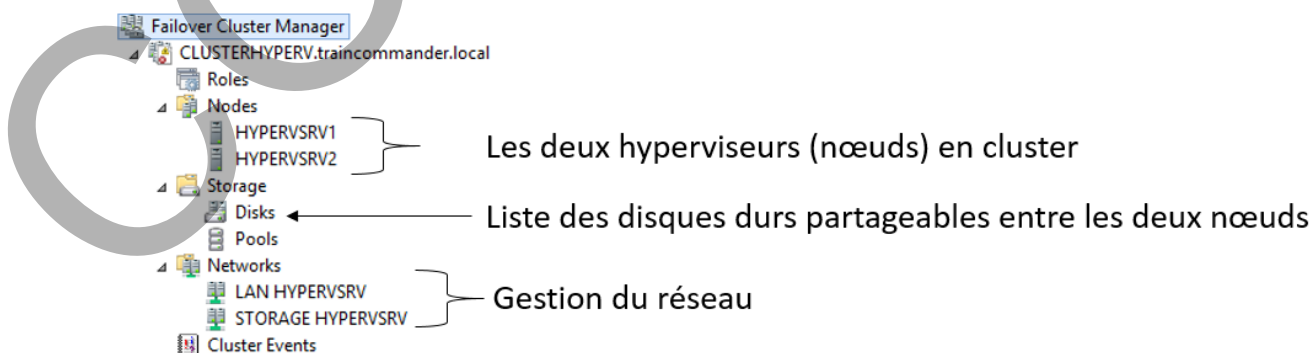 Failover Cluster Manager
CLUSTERHYPERV.traincommander.local
Roles
Nodes
HYPERVSRV1
HYPERVSRV2
Les deux hyperviseurs (nœuds) en cluster
Storage
Disks
Liste des disques durs partageables entre les deux nœuds
Pools
Networks
LAN HYPERVSRV
STORAGE HYPERVSRV
Gestion du réseau
Cluster Events